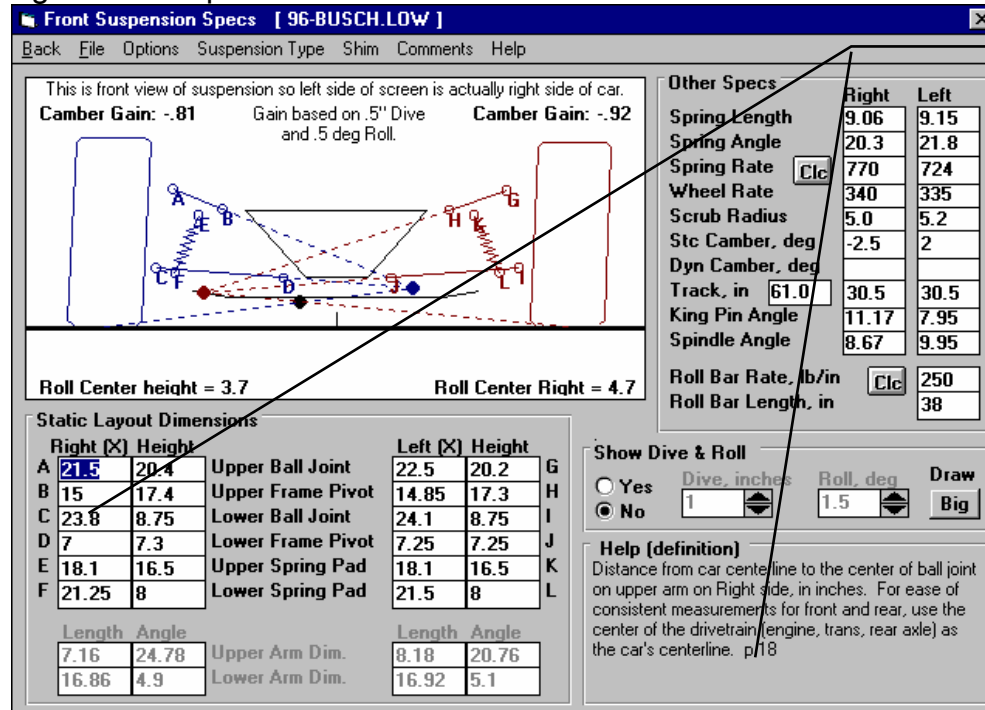 Front Suspension Specs [ 96-BUSCH.LOW ]
Back File Options Suspension Type Shim Comments Help
This is front view of suspension so left side of screen is actually right side of car.
Camber Gain: -.81 Gain based on .5" Dive and .5 deg Roll. Camber Gain: -.92
A B E F C D J H K G L I
Roll Center height = 3.7 Roll Center Right = 4.7
Other Specs Right Left
Spring Length 9.06 9.15
Spring Angle 20.3 21.8
Spring Rate Clc 770 724
Wheel Rate 340 335
Scrub Radius 5.0 5.2
Stc Camber, deg -2.5 2
Dyn Camber, deg
Track, in 61.0 30.5 30.5
King Pin Angle 11.17 7.95
Spindle Angle 8.67 9.95
Roll Bar Rate, lb/in Clc 250
Roll Bar Length, in 38
Static Layout Dimensions
Right (X) Height Left (X) Height
A 21.5 20.4 Upper Ball Joint 22.5 20.2 G
B 15 17.4 Upper Frame Pivot 14.85 17.3 H
C 23.8 8.75 Lower Ball Joint 24.1 8.75 I
D 7 7.3 Lower Frame Pivot 7.25 7.25 J
E 18.1 16.5 Upper Spring Pad 18.1 16.5 K
F 21.25 8 Lower Spring Pad 21.5 8 L
Length Angle Length Angle
7.16 24.78 Upper Arm Dim. 8.18 20.76
16.86 4.9 Lower Arm Dim. 16.92 5.1
Show Dive & Roll
Yes Dive, inches Roll, deg Draw
No 1 1.5 Big
Help (definition)
Distance from car centerline to the center of ball joint
on upper arm on Right side, in inches. For ease of
consistent measurements for front and rear, use the
center of the drivetrain (engine, trans, rear axle) as
the car's centerline. p 18